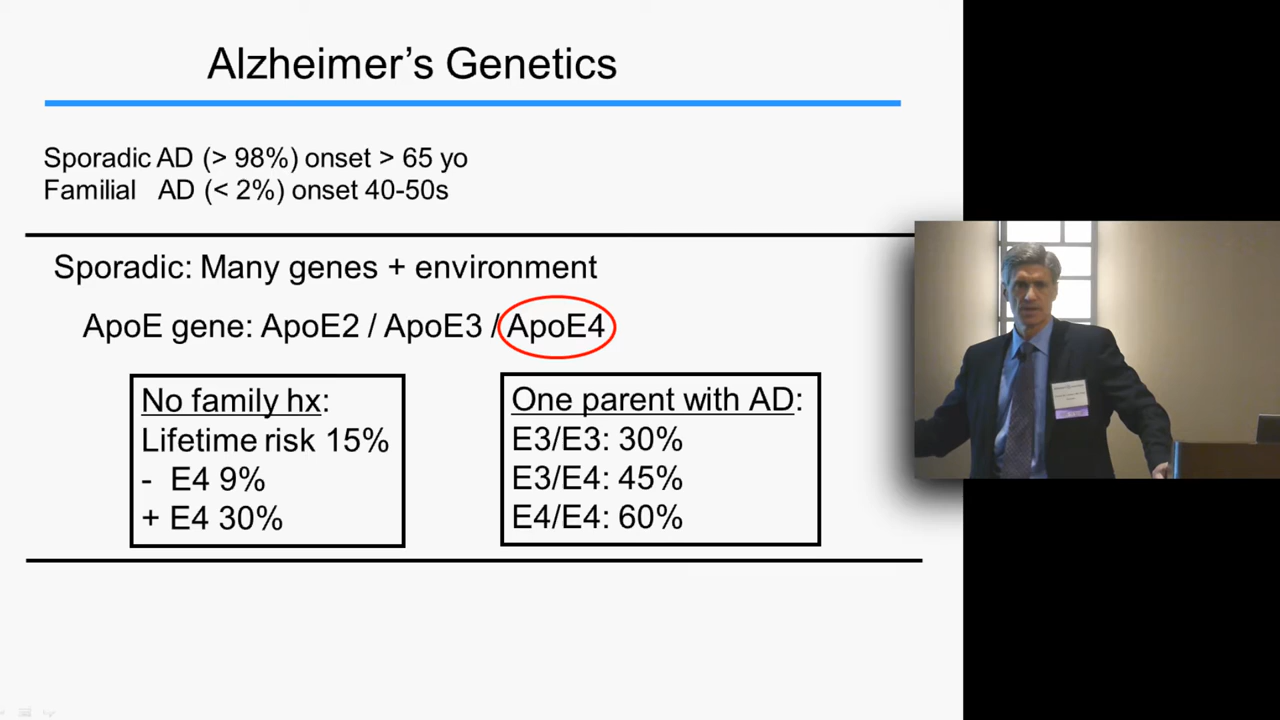 Alzheimer's Genetics
Sporadic AD (> 98%) onset > 65 yo
Familial AD (< 2%) onset 40-50s
Sporadic: Many genes + environment
ApoE gene: ApoE2 / ApoE3 / ApoE4
No family hx:
Lifetime risk 15%
- E4 9%
+ E4 30%
One parent with AD:
E3/E3: 30%
E3/E4: 45%
E4/E4: 60%